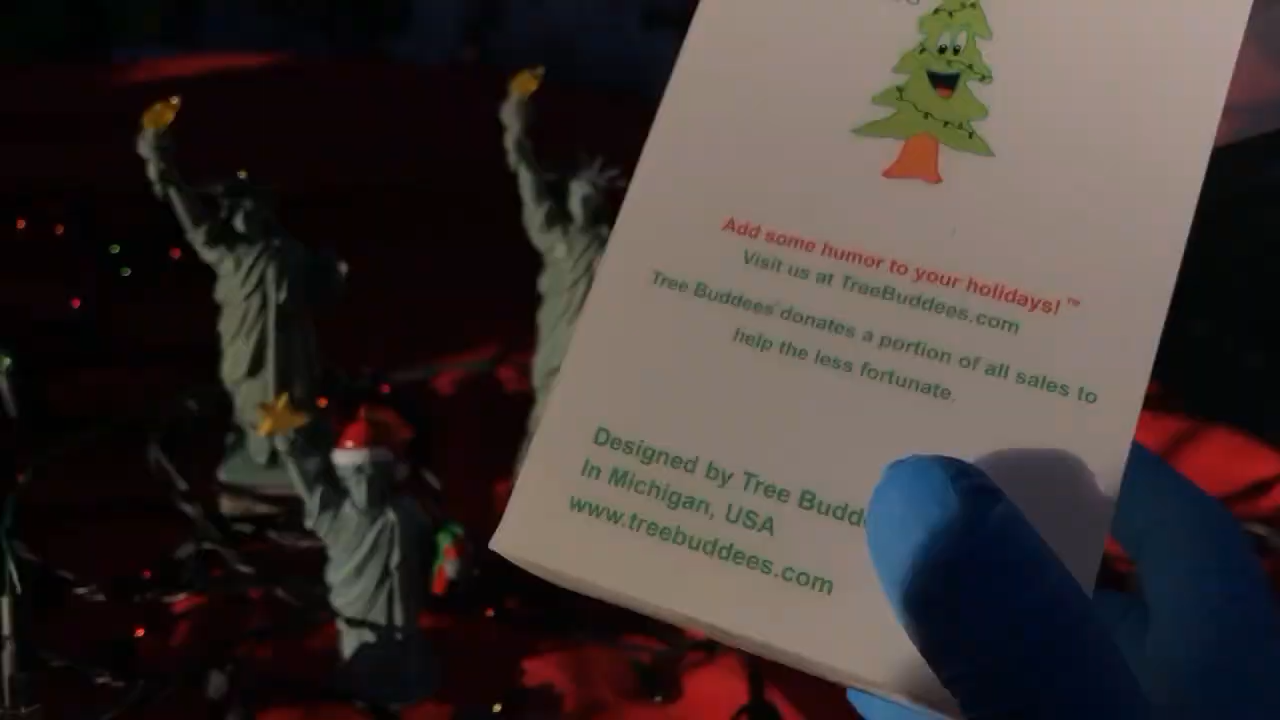 Add some humor to your holidays! ™
Visit us at TreeBuddees.com
Tree Buddees donates a portion of all sales to
help the less fortunate.
Designed by Tree
In Michigan, USA
www.treebuddees.com